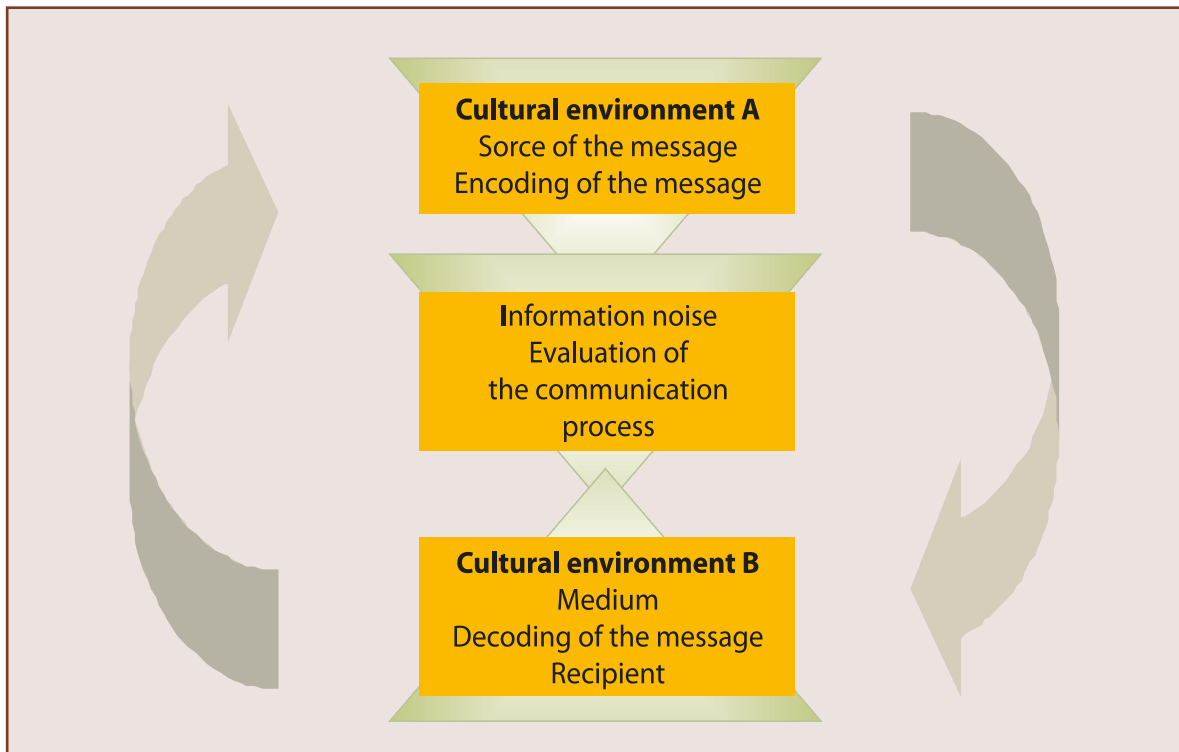 Cultural environment A
Sorce of the message
Encoding of the message
Information noise
Evaluation of
the communication
process
Cultural environment B
Medium
Decoding of the message
Recipient